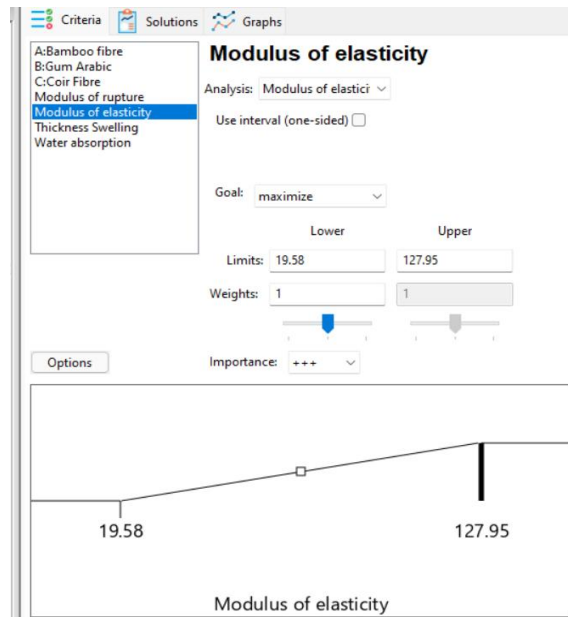 Criteria Solutions Graphs
A:Bamboo fibre
B:Gum Arabic
C:Coir Fibre
Modulus of rupture
Modulus of elasticity
Thickness Swelling
Water absorption
Modulus of elasticity
Analysis: Modulus of elastici
Use interval (one-sided)
Goal: maximize
Lower Upper
Limits: 19.58 127.95
Weights: 1 1
Options
Importance: +++
19.58 127.95
Modulus of elasticity